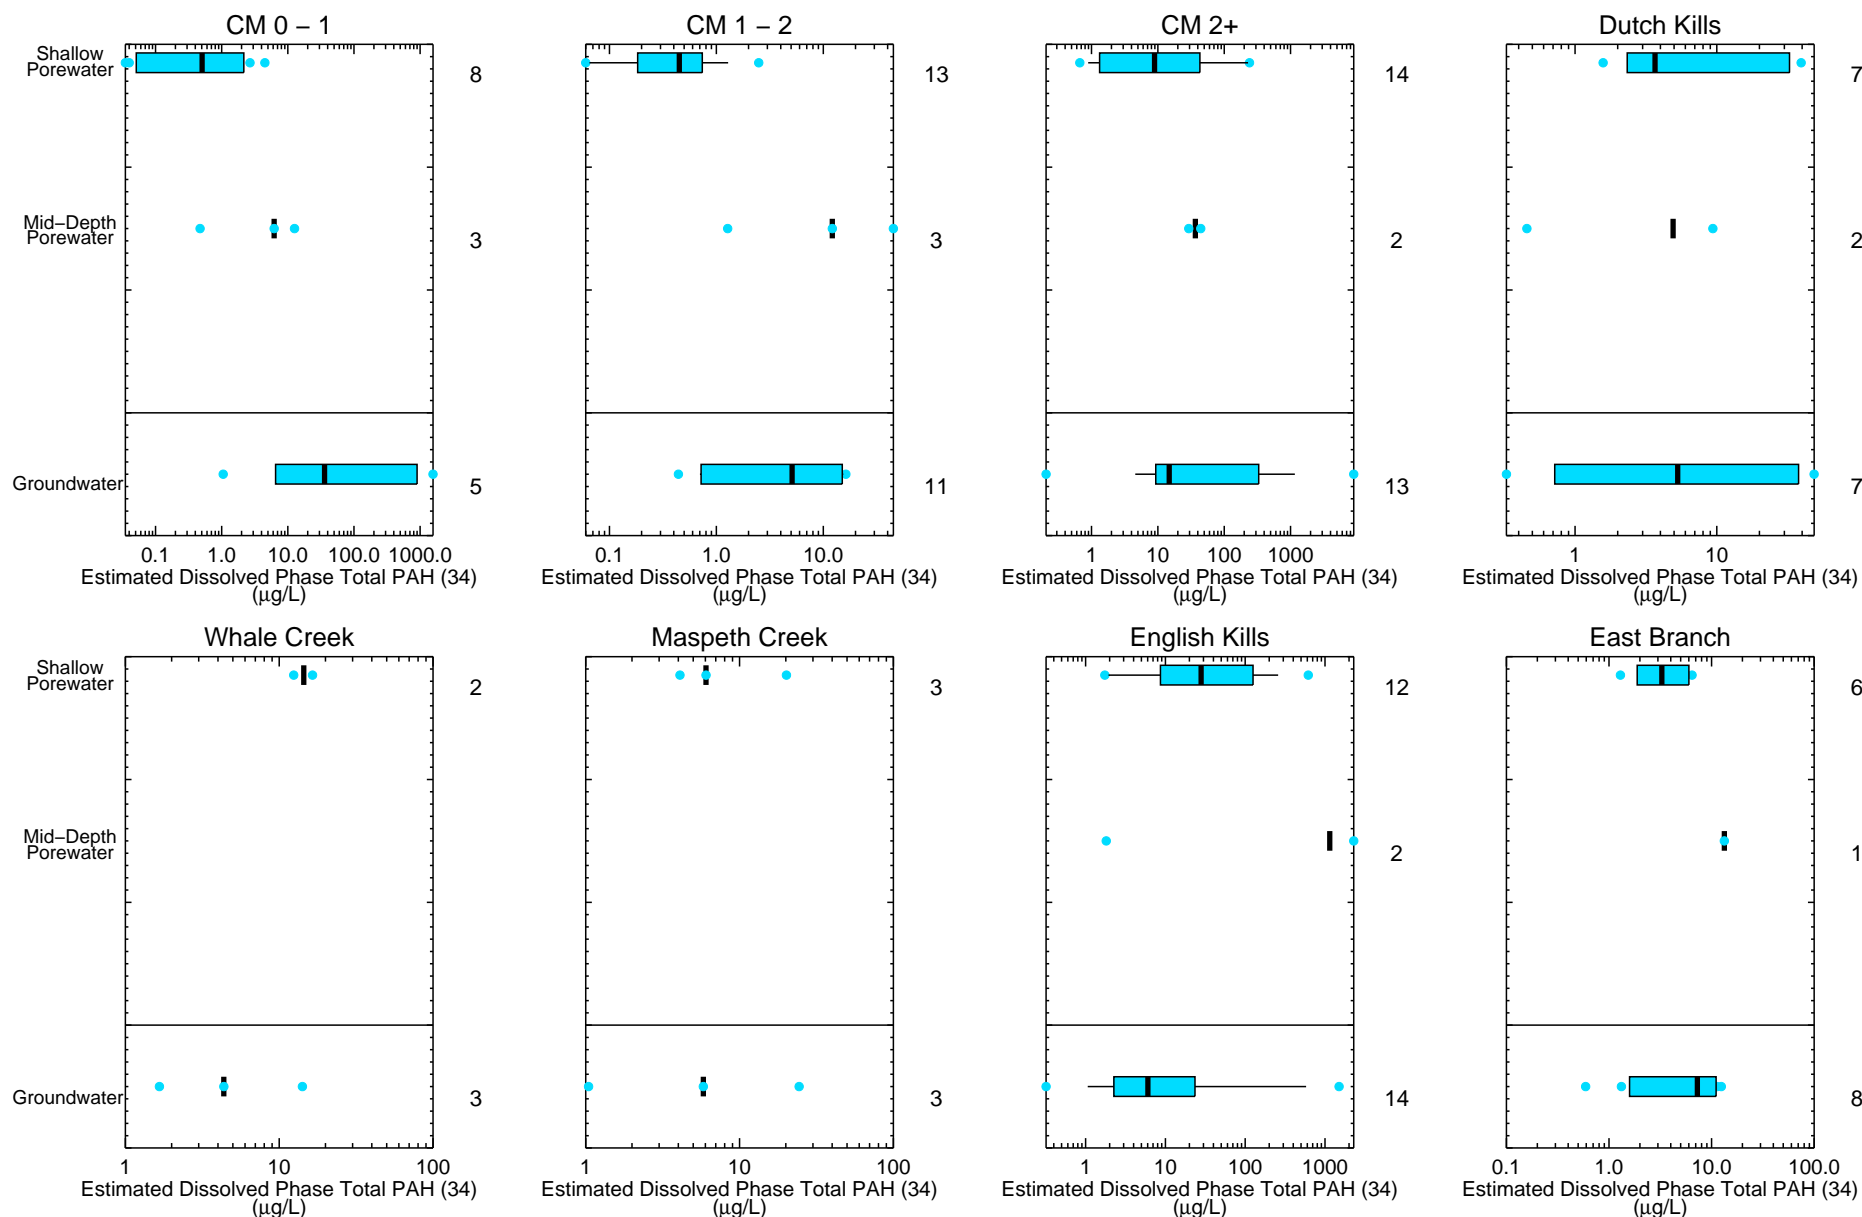 CM 0 – 1
CM 1 – 2
CM 2+
Dutch Kills
Shallow
Porewater
8
13
14
7
Mid–Depth
Porewater
3
3
2
2
Groundwater
5
11
13
7
0.1 1.0 10.0 100.0 1000.0
0.1 1.0 10.0
1 10 100 1000
1 10
Estimated Dissolved Phase Total PAH (34)
(µg/L)
Estimated Dissolved Phase Total PAH (34)
(µg/L)
Estimated Dissolved Phase Total PAH (34)
(µg/L)
Estimated Dissolved Phase Total PAH (34)
(µg/L)
Whale Creek
Maspeth Creek
English Kills
East Branch
Shallow
Porewater
2
3
12
6
Mid–Depth
Porewater
2
1
Groundwater
3
3
14
8
1 10 100
1 10 100
1 10 100 1000
0.1 1.0 10.0 100.0
Estimated Dissolved Phase Total PAH (34)
(µg/L)
Estimated Dissolved Phase Total PAH (34)
(µg/L)
Estimated Dissolved Phase Total PAH (34)
(µg/L)
Estimated Dissolved Phase Total PAH (34)
(µg/L)